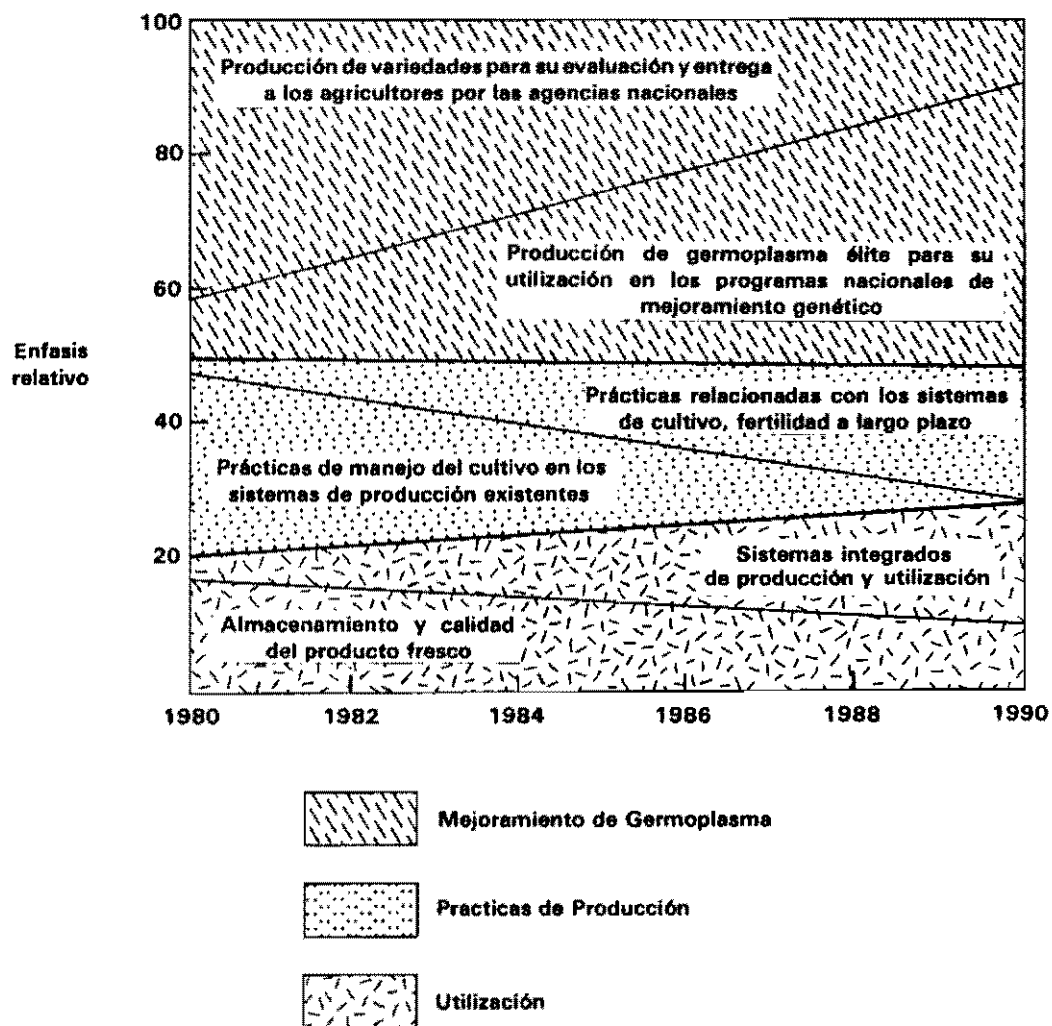 100
Producción de variedades para su evaluación y entrega
a los agricultores por las agencias nacionales
80
Producción de germoplasma élite para su
utilización en los programas nacionales de
mejoramiento genético
60
Enfasis
relativo
Prácticas relacionadas con los sistemas
de cultivo, fertilidad a largo plazo
40
Prácticas de manejo del cultivo en los
sistemas de producción existentes
20
Sistemas integrados
de producción y utilización
Almacenamiento y calidad
del producto fresco
1980 1982 1984 1986 1988 1990
Mejoramiento de Germoplasma
Practicas de Producción
Utilización